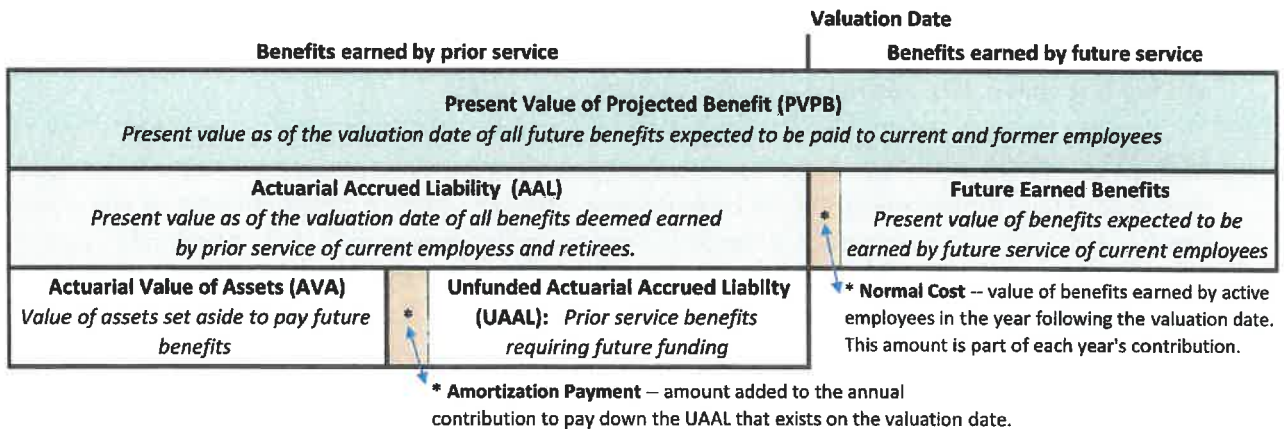 Valuation Date
Benefits earned by prior service
Benefits earned by future service
Present Value of Projected Benefit (PVPB)
Present value as of the valuation date of all future benefits expected to be paid to current and former employees
Actuarial Accrued Liability (AAL)
Present value as of the valuation date of all benefits deemed earned
by prior service of current employess and retirees.
*
Future Earned Benefits
Present value of benefits expected to be
earned by future service of current employees
Actuarial Value of Assets (AVA)
Value of assets set aside to pay future
benefits
*
Unfunded Actuarial Accrued Liabilty
(UAAL): Prior service benefits
requiring future funding
* Normal Cost -- value of benefits earned by active
employees in the year following the valuation date.
This amount is part of each year's contribution.
* Amortization Payment – amount added to the annual
contribution to pay down the UAAL that exists on the valuation date.